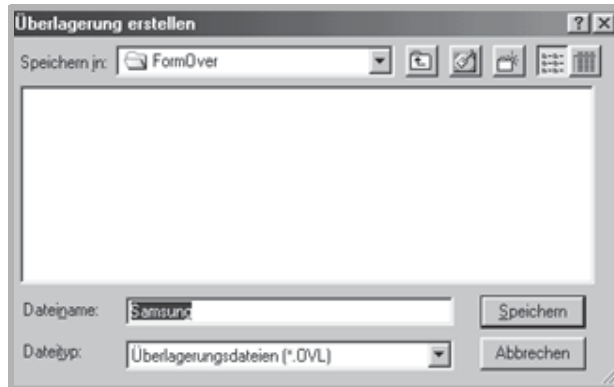 Überlagerung erstellen
Speichern in: FormOver
Dateiname: Samsung Speichern
Dateityp: Überlagerungsdateien (*.OVL) Abbrechen